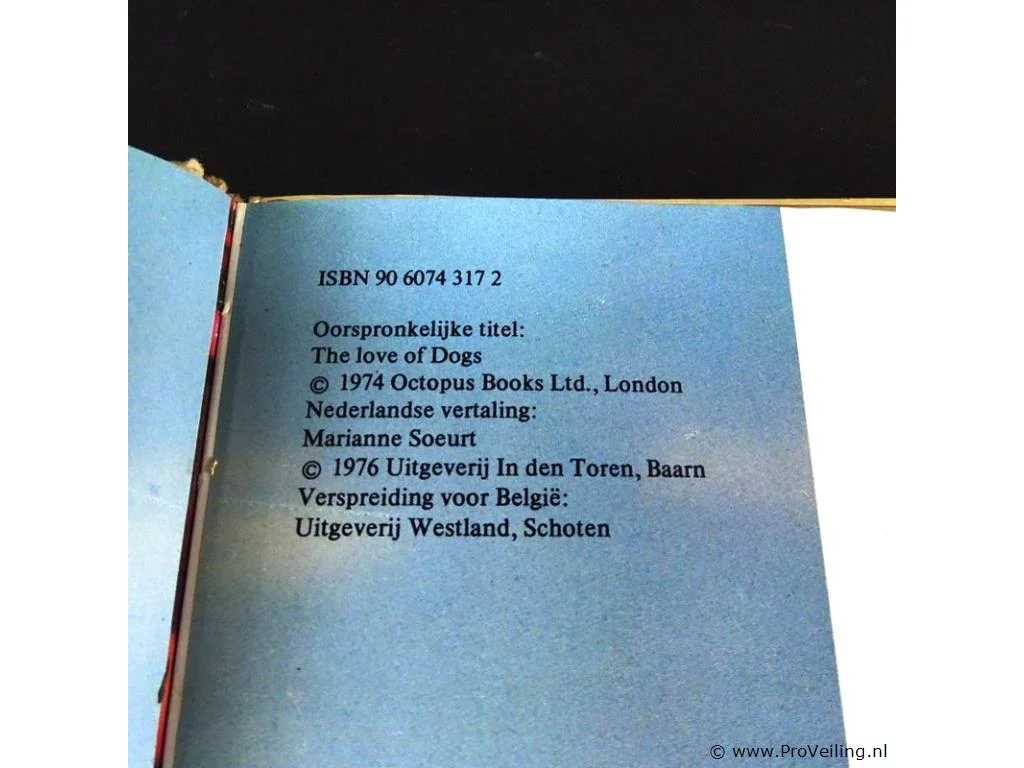 ISBN 90 6074 317 2
Oorspronkelijke titel:
The love of Dogs
© 1974 Octopus Books Ltd., London
Nederlandse vertaling:
Marianne Soeurt
© 1976 Uitgeverij In den Toren, Baarn
Verspreiding voor België:
Uitgeverij Westland, Schoten
© www.ProVeiling.nl